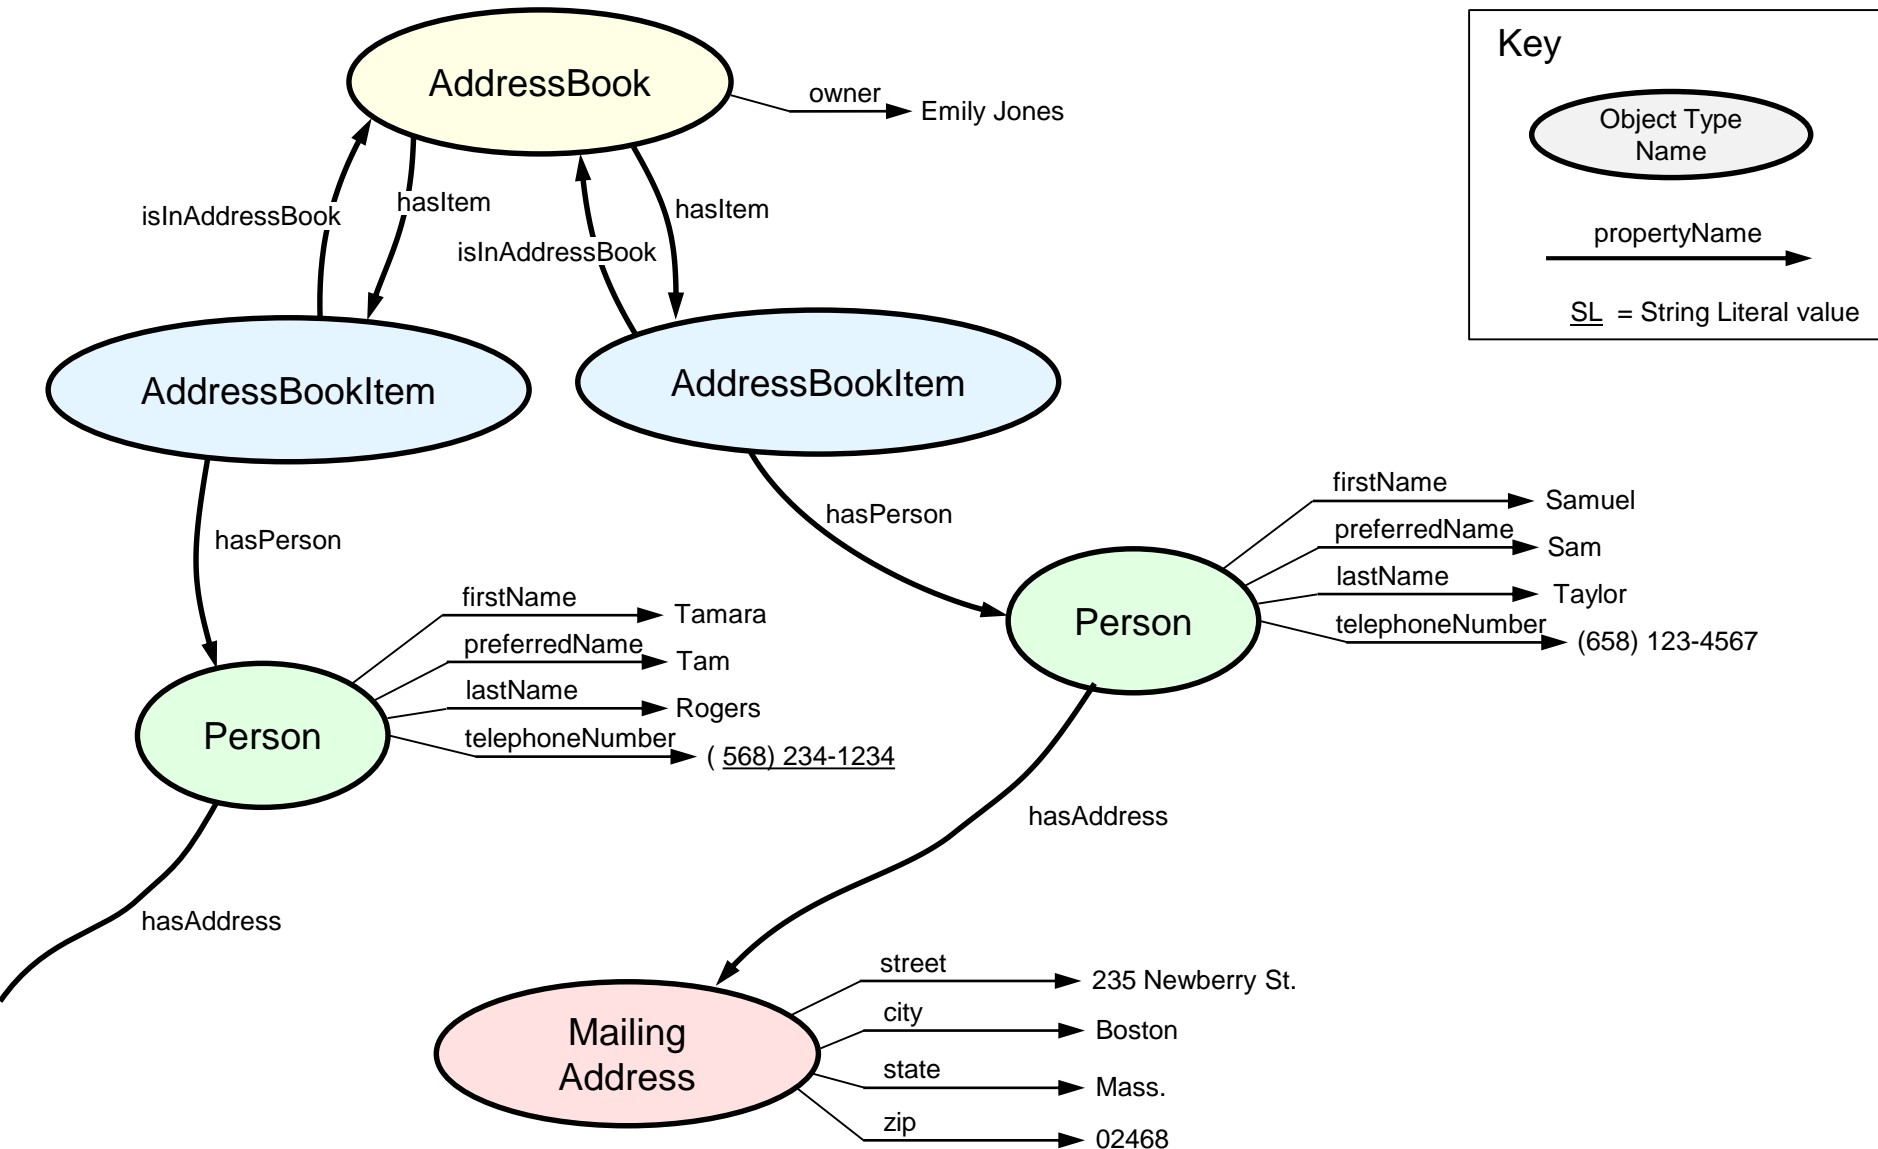 AddressBook
owner
Emily Jones
Key
Object Type
Name
propertyName
SL = String Literal value
isInAddressBook
hasItem
isInAddressBook
hasItem
AddressBookItem
AddressBookItem
hasPerson
hasPerson
firstName
Samuel
preferredName
Sam
lastName
Taylor
telephoneNumber
(658) 123-4567
Person
firstName
Tamara
preferredName
Tam
lastName
Rogers
telephoneNumber
( 568) 234-1234
Person
hasAddress
hasAddress
Mailing
Address
street
235 Newberry St.
city
Boston
state
Mass.
zip
02468